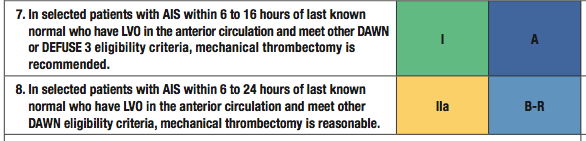 7. In selected patients with AIS within 6 to 16 hours of last known
normal who have LVO in the anterior circulation and meet other DAWN
or DEFUSE 3 eligibility criteria, mechanical thrombectomy is
recommended.
I
A
8. In selected patients with AIS within 6 to 24 hours of last known
normal who have LVO in the anterior circulation and meet other
DAWN eligibility criteria, mechanical thrombectomy is reasonable.
IIa
B-R